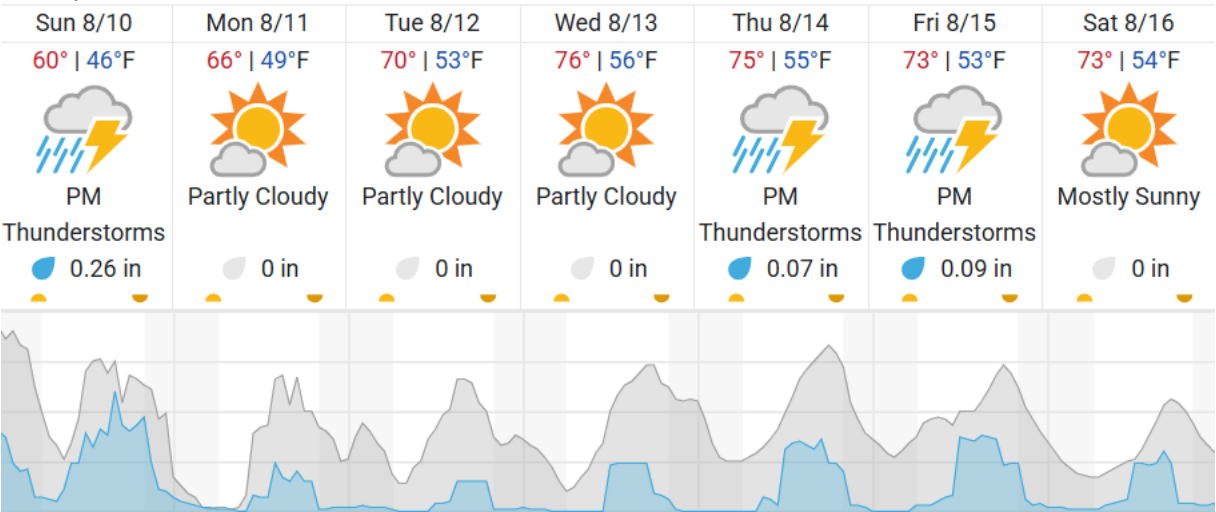 Sun 8/10 Mon 8/11 Tue 8/12 Wed 8/13 Thu 8/14 Fri 8/15 Sat 8/16
60° | 46°F 66° | 49°F 70° | 53°F 76° | 56°F 75° | 55°F 73° | 53°F 73° | 54°F
PM Partly Cloudy Partly Cloudy Partly Cloudy PM PM Mostly Sunny
Thunderstorms Thunderstorms Thunderstorms
0.26 in 0 in 0 in 0 in 0.07 in 0.09 in 0 in